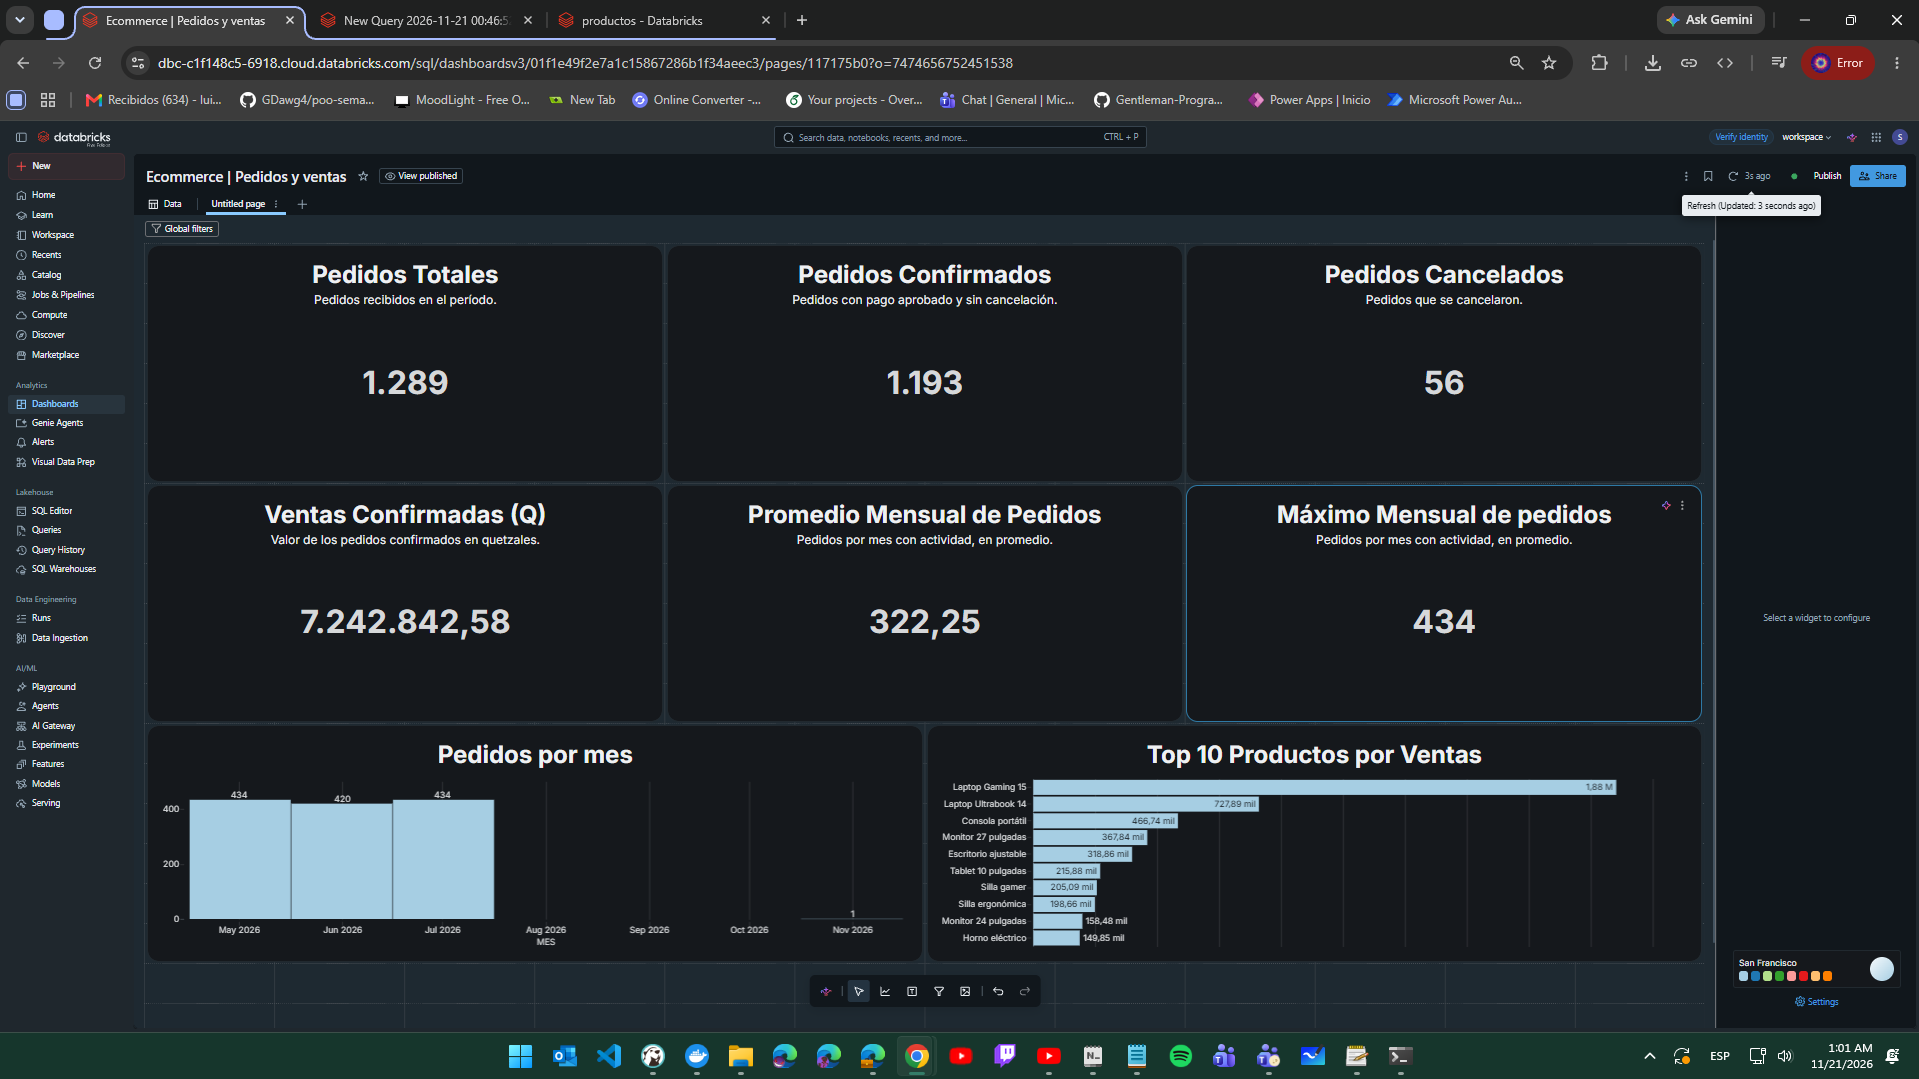 Ecommerce | Pedidos y ventas
New Query 2026-11-21 00:46:5
productos - Databricks
Ask Gemini
dbc-c1f148c5-6918.cloud.databricks.com/sql/dashboardsv3/01f1e49f2e7a1c15867286b1f34aeec3/pages/117175b0?o=7474656752451538
Error
Recibidos (634) - lui...
GDawg4/poo-sema...
MoodLight - Free O...
New Tab
Online Converter -...
Your projects - Over...
Chat | General | Mic...
Gentleman-Progra...
Power Apps | Inicio
Microsoft Power Au...
databricks
Search data, notebooks, recents, and more...
CTRL + P
Verify identity
workspace
S
New
Home
Learn
Workspace
Recents
Catalog
Jobs & Pipelines
Compute
Discover
Marketplace
Analytics
Dashboards
Genie Agents
Alerts
Visual Data Prep
Lakehouse
SQL Editor
Queries
Query History
SQL Warehouses
Data Engineering
Runs
Data Ingestion
AI/ML
Playground
Agents
AI Gateway
Experiments
Features
Models
Serving
Ecommerce | Pedidos y ventas
View published
3s ago
Publish
Share
Refresh (Updated: 3 seconds ago)
Data
Untitled page
Global filters
Pedidos Totales
Pedidos recibidos en el período.
1.289
Pedidos Confirmados
Pedidos con pago aprobado y sin cancelación.
1.193
Pedidos Cancelados
Pedidos que se cancelaron.
56
Ventas Confirmadas (Q)
Valor de los pedidos confirmados en quetzales.
7.242.842,58
Promedio Mensual de Pedidos
Pedidos por mes con actividad, en promedio.
322,25
Máximo Mensual de pedidos
Pedidos por mes con actividad, en promedio.
434
Select a widget to configure
Pedidos por mes
434
420
434
1
400
200
0
May 2026
Jun 2026
Jul 2026
Aug 2026
Sep 2026
Oct 2026
Nov 2026
MES
Top 10 Productos por Ventas
Laptop Gaming 15
1,88 M
Laptop Ultrabook 14
727,89 mil
Consola portátil
466,74 mil
Monitor 27 pulgadas
367,84 mil
Escritorio ajustable
318,86 mil
Tablet 10 pulgadas
215,88 mil
Silla gamer
205,09 mil
Silla ergonómica
198,66 mil
Monitor 24 pulgadas
158,48 mil
Horno eléctrico
149,85 mil
San Francisco
Settings
ESP
1:01 AM
11/21/2026